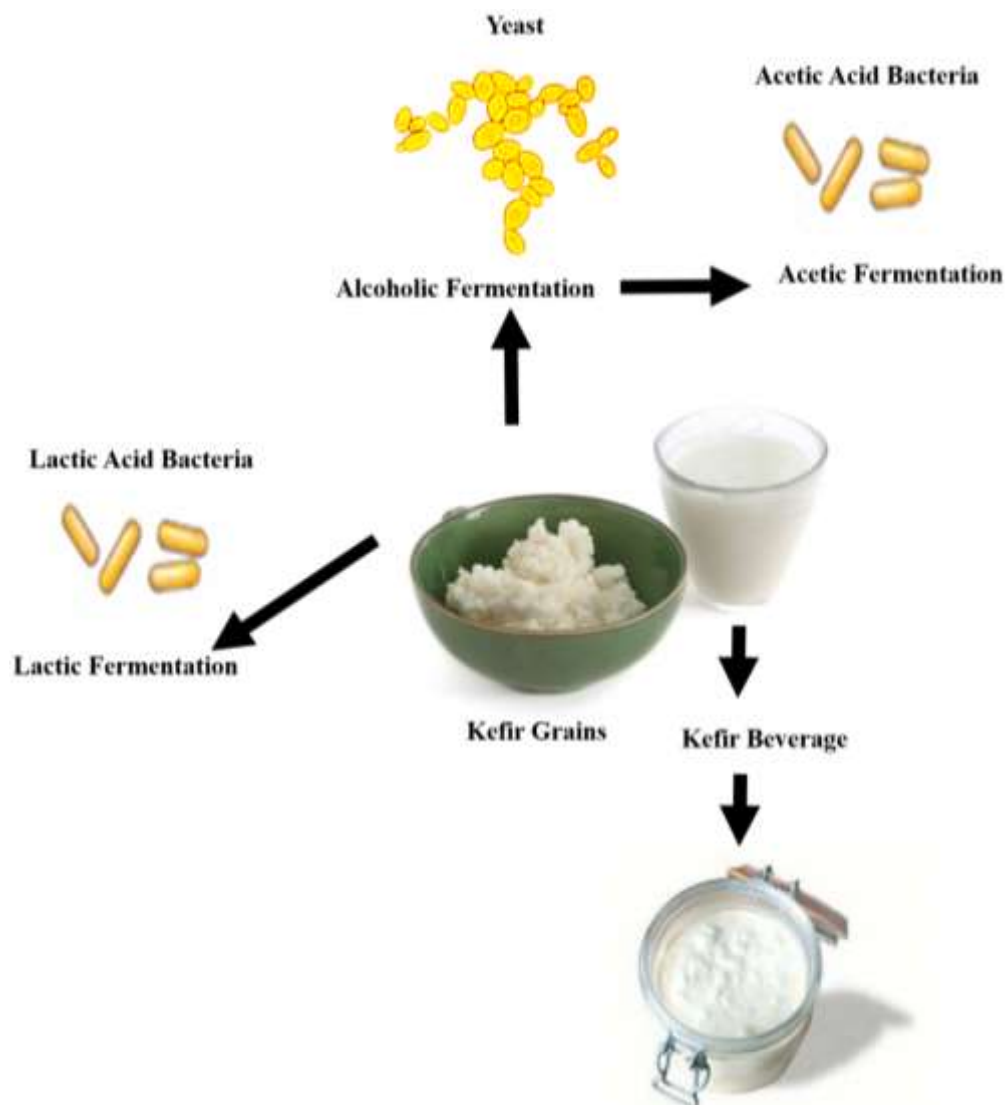 Yeast
Acetic Acid Bacteria
Alcoholic Fermentation
Acetic Fermentation
Lactic Acid Bacteria
Lactic Fermentation
Kefir Grains
Kefir Beverage